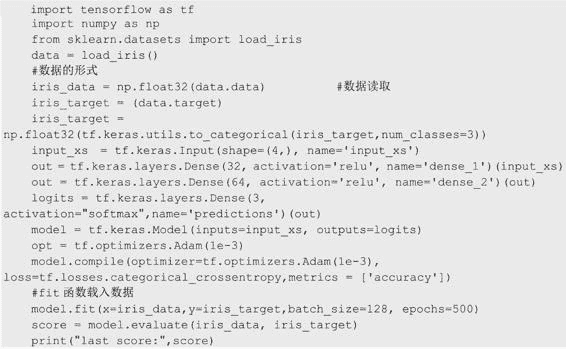 import tensorflow as tf
import numpy as np
from sklearn.datasets import load_iris
data = load_iris()
#数据的形式
iris_data = np.float32(data.data)                #数据读取
iris_target = (data.target)
iris_target =
np.float32(tf.keras.utils.to_categorical(iris_target,num_classes=3))
input_xs  = tf.keras.Input(shape=(4,), name='input_xs')
out = tf.keras.layers.Dense(32, activation='relu', name='dense_1')(input_xs)
out = tf.keras.layers.Dense(64, activation='relu', name='dense_2')(out)
logits = tf.keras.layers.Dense(3,
activation="softmax",name='predictions')(out)
model = tf.keras.Model(inputs=input_xs, outputs=logits)
opt = tf.optimizers.Adam(1e-3)
model.compile(optimizer=tf.optimizers.Adam(1e-3),
loss=tf.losses.categorical_crossentropy,metrics = ['accuracy'])
#fit 函数载入数据
model.fit(x=iris_data,y=iris_target,batch_size=128, epochs=500)
score = model.evaluate(iris_data, iris_target)
print("last score:",score)